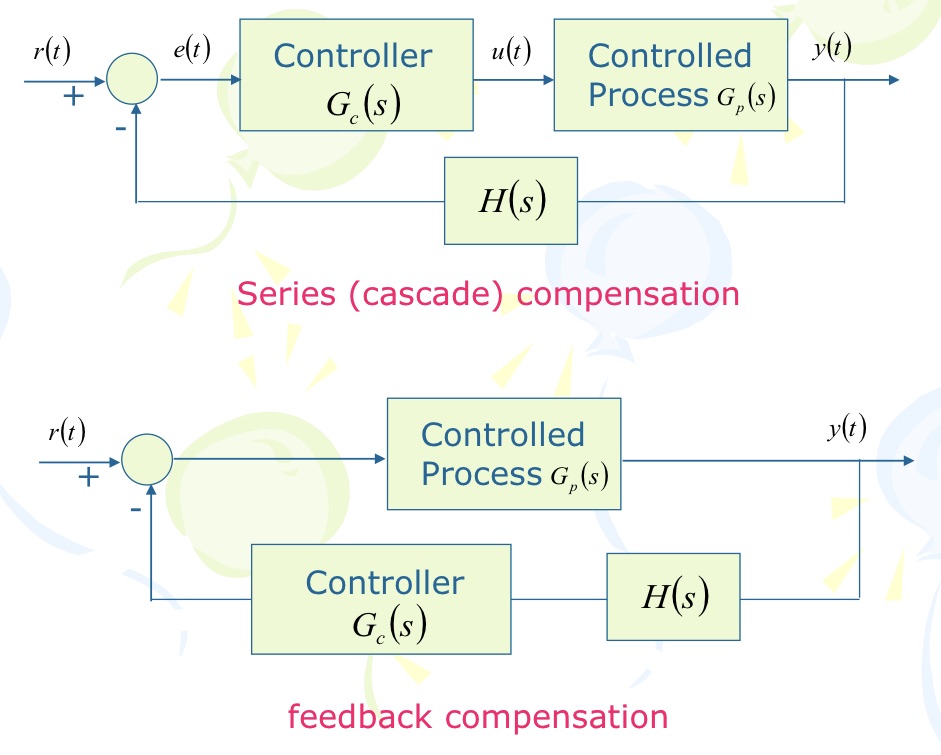 r(t) e(t) Controller u(t) Controlled y(t)
+ G_c(s) Process G_p(s)
-
H(s)
Series (cascade) compensation
r(t) Controlled y(t)
+ Process G_p(s)
-
Controller H(s)
G_c(s)
feedback compensation